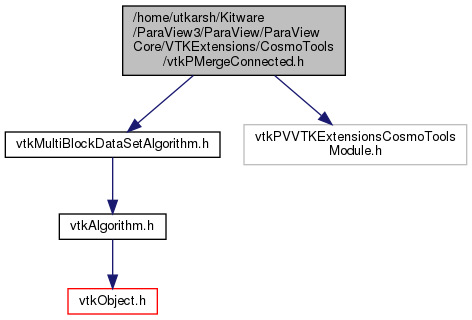 /home/utkarsh/Kitware
/ParaView3/ParaView/ParaView
Core/VTKExtensions/CosmoTools
/vtkPMergeConnected.h
vtkMultiBlockDataSetAlgorithm.h
vtkPVVTKExtensionsCosmoTools
Module.h
vtkAlgorithm.h
vtkObject.h